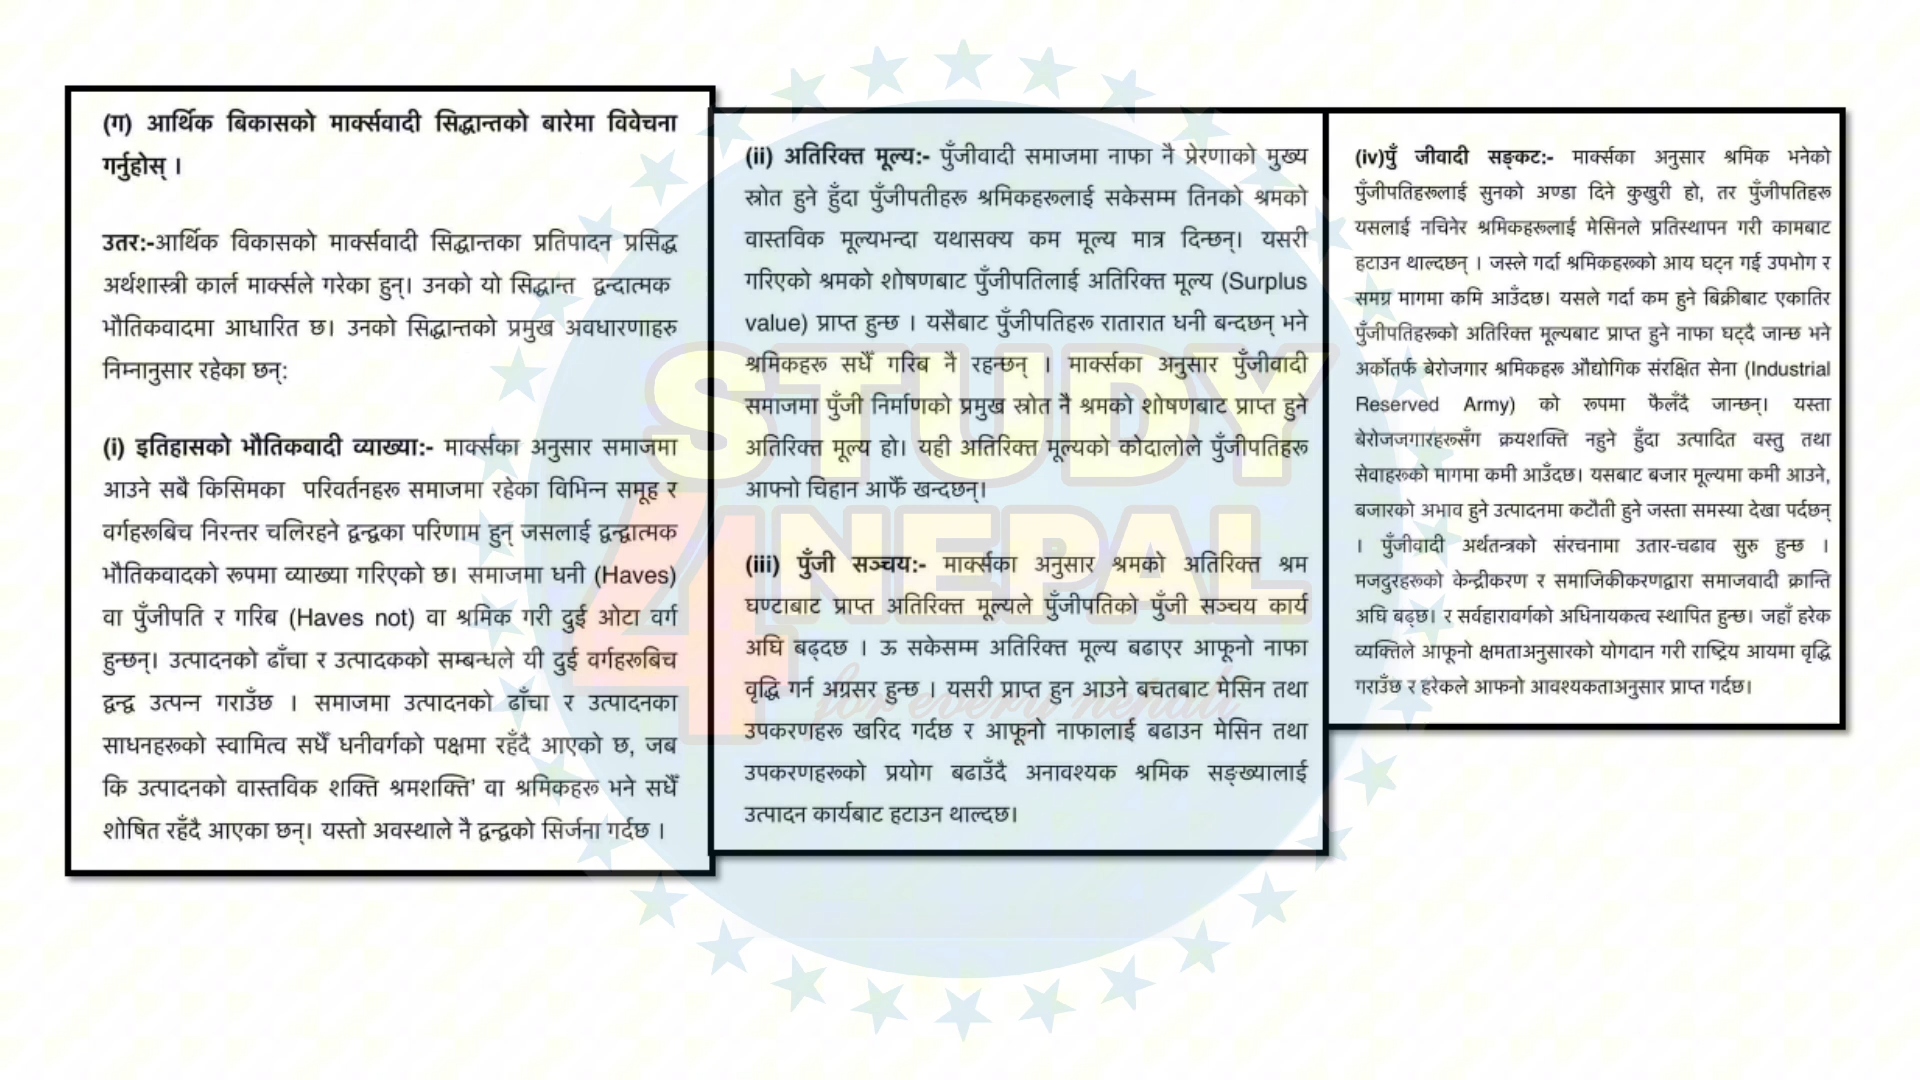 (ग) आर्थिक बिकासको मार्क्सवादी सिद्धान्तको बारेमा विवेचना
गर्नुहोस् ।
उतर:-आर्थिक विकासको मार्क्सवादी सिद्धान्तका प्रतिपादन प्रसिद्ध
अर्थशास्त्री कार्ल मार्क्सले गरेका हुन्। उनको यो सिद्धान्त द्वन्दात्मक
भौतिकवादमा आधारित छ। उनको सिद्धान्तको प्रमुख अवधारणाहरु
निम्नानुसार रहेका छन्:
(i) इतिहासको भौतिकवादी व्याख्या:- मार्क्सका अनुसार समाजमा
आउने सबै किसिमका परिवर्तनहरू समाजमा रहेका विभिन्न समूह र
वर्गहरूबिच निरन्तर चलिरहने द्वन्द्वका परिणाम हुन् जसलाई द्वन्द्वात्मक
भौतिकवादको रूपमा व्याख्या गरिएको छ। समाजमा धनी (Haves)
वा पुँजीपति र गरिब (Haves not) वा श्रमिक गरी दुई ओटा वर्ग
हुन्छन्। उत्पादनको ढाँचा र उत्पादकको सम्बन्धले यी दुई वर्गहरूबिच
द्वन्द्व उत्पन्न गराउँछ । समाजमा उत्पादनको ढाँचा र उत्पादनका
साधनहरूको स्वामित्व सधैँ धनीवर्गको पक्षमा रहँदै आएको छ, जब
कि उत्पादनको वास्तविक शक्ति श्रमशक्ति' वा श्रमिकहरू भने सधैँ
शोषित रहँदै आएका छन्। यस्तो अवस्थाले नै द्वन्द्वको सिर्जना गर्दछ ।
(ii) अतिरिक्त मूल्य:- पुँजीवादी समाजमा नाफा नै प्रेरणाको मुख्य
स्रोत हुने हुँदा पुँजीपतीहरू श्रमिकहरूलाई सकेसम्म तिनको श्रमको
वास्तविक मूल्यभन्दा यथासक्य कम मूल्य मात्र दिन्छन्। यसरी
गरिएको श्रमको शोषणबाट पुँजीपतिलाई अतिरिक्त मूल्य (Surplus
value) प्राप्त हुन्छ । यसैबाट पुँजीपतिहरू रातारात धनी बन्दछन् भने
श्रमिकहरू सधैँ गरिब नै रहन्छन् । मार्क्सका अनुसार पुँजीवादी
समाजमा पुँजी निर्माणको प्रमुख स्रोत नै श्रमको शोषणबाट प्राप्त हुने
अतिरिक्त मूल्य हो। यही अतिरिक्त मूल्यको कोदालोले पुँजीपतिहरू
आफ्नो चिहान आफैँ खन्दछन्।
(iii) पुँजी सञ्चय:- मार्क्सका अनुसार श्रमको अतिरिक्त श्रम
घण्टाबाट प्राप्त अतिरिक्त मूल्यले पुँजीपतिको पुँजी सञ्चय कार्य
अघि बढ्दछ । ऊ सकेसम्म अतिरिक्त मूल्य बढाएर आफूनो नाफा
वृद्धि गर्न अग्रसर हुन्छ । यसरी प्राप्त हुन आउने बचतबाट मेसिन तथा
उपकरणहरू खरिद गर्दछ र आफूनो नाफालाई बढाउन मेसिन तथा
उपकरणहरूको प्रयोग बढाउँदै अनावश्यक श्रमिक सङ्ख्यालाई
उत्पादन कार्यबाट हटाउन थाल्दछ।
(iv)पुँ जीवादी सङ्कट:- मार्क्सका अनुसार श्रमिक भनेको
पुँजीपतिहरूलाई सुनको अण्डा दिने कुखुरी हो, तर पुँजीपतिहरू
यसलाई नचिनेर श्रमिकहरूलाई मेसिनले प्रतिस्थापन गरी कामबाट
हटाउन थाल्दछन् । जस्ले गर्दा श्रमिकहरूको आय घट्न गई उपभोग र
समग्र मागमा कमि आउँदछ। यसले गर्दा कम हुने बिक्रीबाट एकातिर
पुँजीपतिहरूको अतिरिक्त मूल्यबाट प्राप्त हुने नाफा घट्दै जान्छ भने
अर्कोतर्फ बेरोजगार श्रमिकहरू औद्योगिक संरक्षित सेना (Industrial
Reserved Army) को रूपमा फैलँदै जान्छन्। यस्ता
बेरोजजगारहरूसँग क्रयशक्ति नहुने हुँदा उत्पादित वस्तु तथा
सेवाहरूको मागमा कमी आउँदछ। यसबाट बजार मूल्यमा कमी आउने,
बजारको अभाव हुने उत्पादनमा कटौती हुने जस्ता समस्या देखा पर्दछन्
। पुँजीवादी अर्थतन्त्रको संरचनामा उतार-चढाव सुरु हुन्छ ।
मजदुरहरूको केन्द्रीकरण र समाजिकीकरणद्वारा समाजवादी क्रान्ति
अघि बढ्छ। र सर्वहारावर्गको अधिनायकत्व स्थापित हुन्छ। जहाँ हरेक
व्यक्तिले आफूनो क्षमताअनुसारको योगदान गरी राष्ट्रिय आयमा वृद्धि
गराउँछ र हरेकले आफनो आवश्यकताअनुसार प्राप्त गर्दछ।
STUDY
4 NEPAL
for every nepali